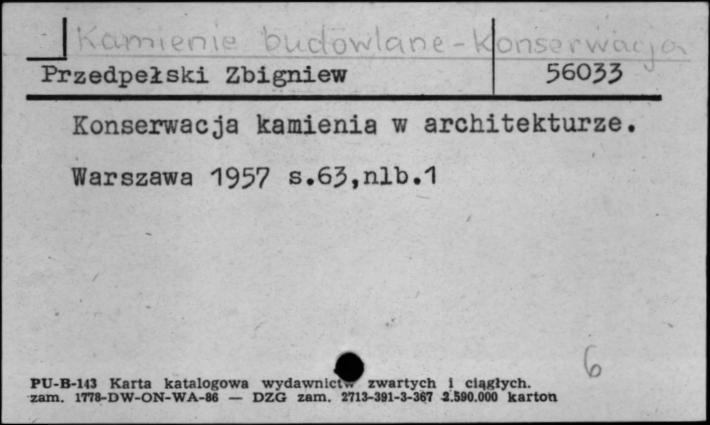 Kamienie budowlane - Konserwacja
Przedpełski Zbigniew 56033
Konserwacja kamienia w architekturze.
Warszawa 1957 s.63,nlb.1
6
PU-B-143 Karta katalogowa wydawnictw zwartych i ciągłych.
zam. 1778-DW-ON-WA-86 — DZG zam. 2713-391-3-367 2.590.000 karton